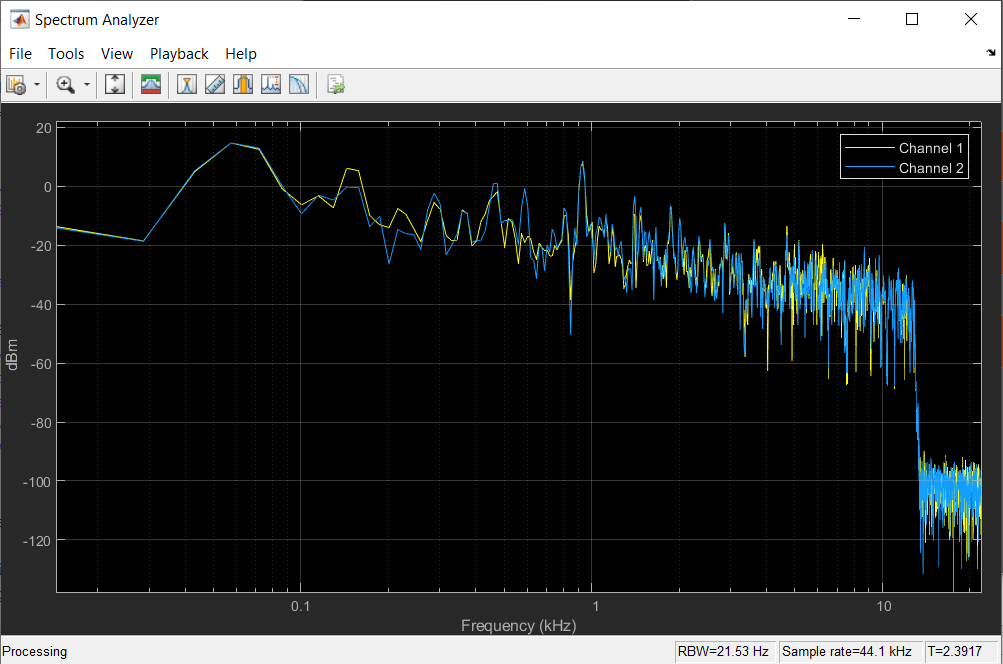 Spectrum Analyzer
File Tools View Playback Help
Channel 1
Channel 2
20
0
-20
-40
-60
-80
-100
-120
dBm
0.1 1 10
Frequency (kHz)
Processing RBW=21.53 Hz Sample rate=44.1 kHz T=2.3917